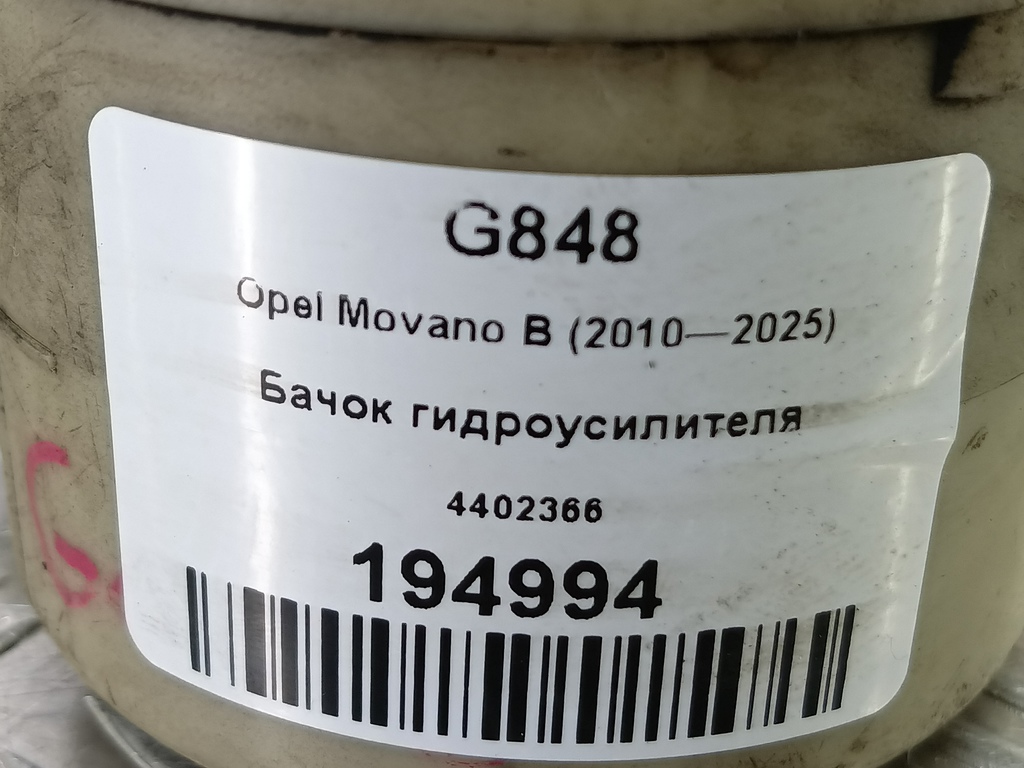 G848
Opel Movano B (2010—2025)
Бачок гидроусилителя
4402366
194994